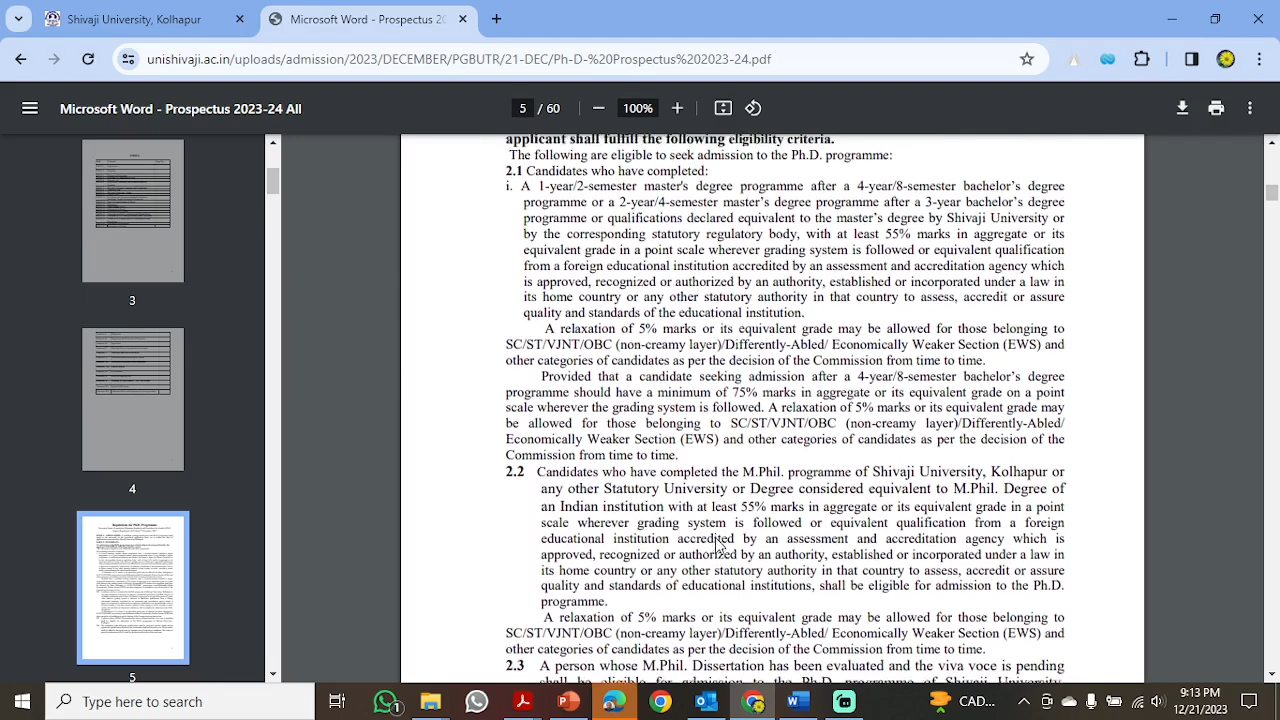 Shivaji University, Kolhapur
Microsoft Word - Prospectus 20
unishivaji.ac.in/uploads/admission/2023/DECEMBER/PGBUTR/21-DEC/Ph-D-%20Prospectus%202023-24.pdf
Microsoft Word - Prospectus 2023-24 All
5 / 60
100%
3
4
5
applicant shall fulfill the following eligibility criteria.
The following are eligible to seek admission to the Ph.D. programme:
2.1 Candidates who have completed:
i. A 1-year/2-semester master's degree programme after a 4-year/8-semester bachelor's degree
programme or a 2-year/4-semester master's degree programme after a 3-year bachelor's degree
programme or qualifications declared equivalent to the master's degree by Shivaji University or
by the corresponding statutory regulatory body, with at least 55% marks in aggregate or its
equivalent grade in a point scale wherever grading system is followed or equivalent qualification
from a foreign educational institution accredited by an assessment and accreditation agency which
is approved, recognized or authorized by an authority, established or incorporated under a law in
its home country or any other statutory authority in that country to assess, accredit or assure
quality and standards of the educational institution.
A relaxation of 5% marks or its equivalent grade may be allowed for those belonging to
SC/ST/VJNT/OBC (non-creamy layer)/Differently-Abled/ Economically Weaker Section (EWS) and
other categories of candidates as per the decision of the Commission from time to time.
Provided that a candidate seeking admission after a 4-year/8-semester bachelor's degree
programme should have a minimum of 75% marks in aggregate or its equivalent grade on a point
scale wherever the grading system is followed. A relaxation of 5% marks or its equivalent grade may
be allowed for those belonging to SC/ST/VJNT/OBC (non-creamy layer)/Differently-Abled/
Economically Weaker Section (EWS) and other categories of candidates as per the decision of the
Commission from time to time.
2.2 Candidates who have completed the M.Phil. programme of Shivaji University, Kolhapur or
any other Statutory University or Degree considered equivalent to M.Phil. Degree of
an Indian institution with at least 55% marks in aggregate or its equivalent grade in a point
scale wherever grading system is followed or equivalent qualification from a foreign
educational institution accredited by an assessment and accreditation agency which is
approved, recognized or authorized by an authority, established or incorporated under a law in
its home country or any other statutory authority in that country to assess, accredit or assure
quality and standards of educational institutions, shall be eligible for admission to the Ph.D.
programme.
A relaxation of 5% marks or its equivalent grade may be allowed for those belonging to
SC/ST/VJNT/OBC (non-creamy layer)/Differently-Abled/ Economically Weaker Section (EWS) and
other categories of candidates as per the decision of the Commission from time to time.
2.3 A person whose M.Phil. Dissertation has been evaluated and the viva voce is pending
shall be eligible for admission to the Ph.D. programme of Shivaji University,
Type here to search
1
CAD...
9:13 PM
12/21/2023